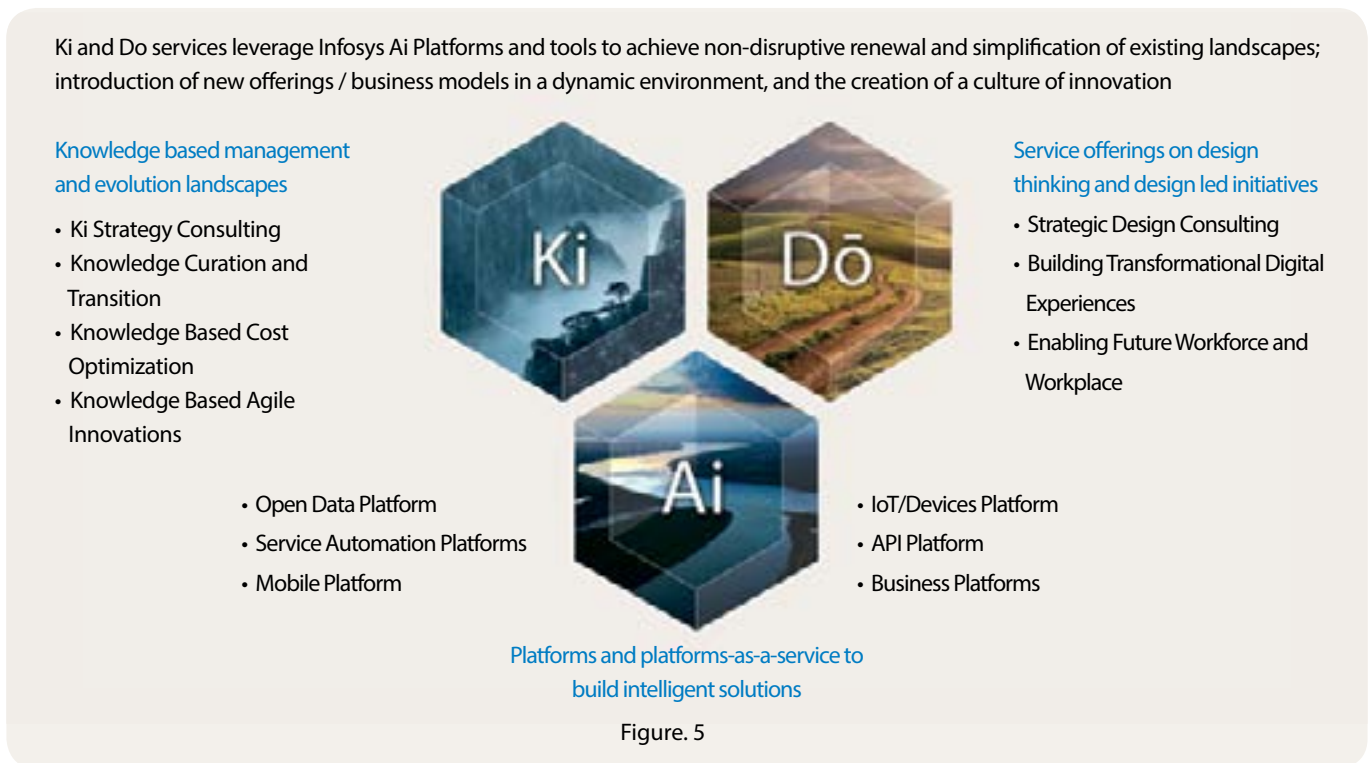 Ki and Do services leverage Infosys Ai Platforms and tools to achieve non-disruptive renewal and simplification of existing landscapes;
introduction of new offerings / business models in a dynamic environment, and the creation of a culture of innovation
Knowledge based management
and evolution landscapes
• Ki Strategy Consulting
• Knowledge Curation and
Transition
• Knowledge Based Cost
Optimization
• Knowledge Based Agile
Innovations
Ki
Dō
Service offerings on design
thinking and design led initiatives
• Strategic Design Consulting
• Building Transformational Digital
Experiences
• Enabling Future Workforce and
Workplace
• Open Data Platform
• Service Automation Platforms
• Mobile Platform
Ai
• IoT/Devices Platform
• API Platform
• Business Platforms
Platforms and platforms-as-a-service to
build intelligent solutions
Figure. 5